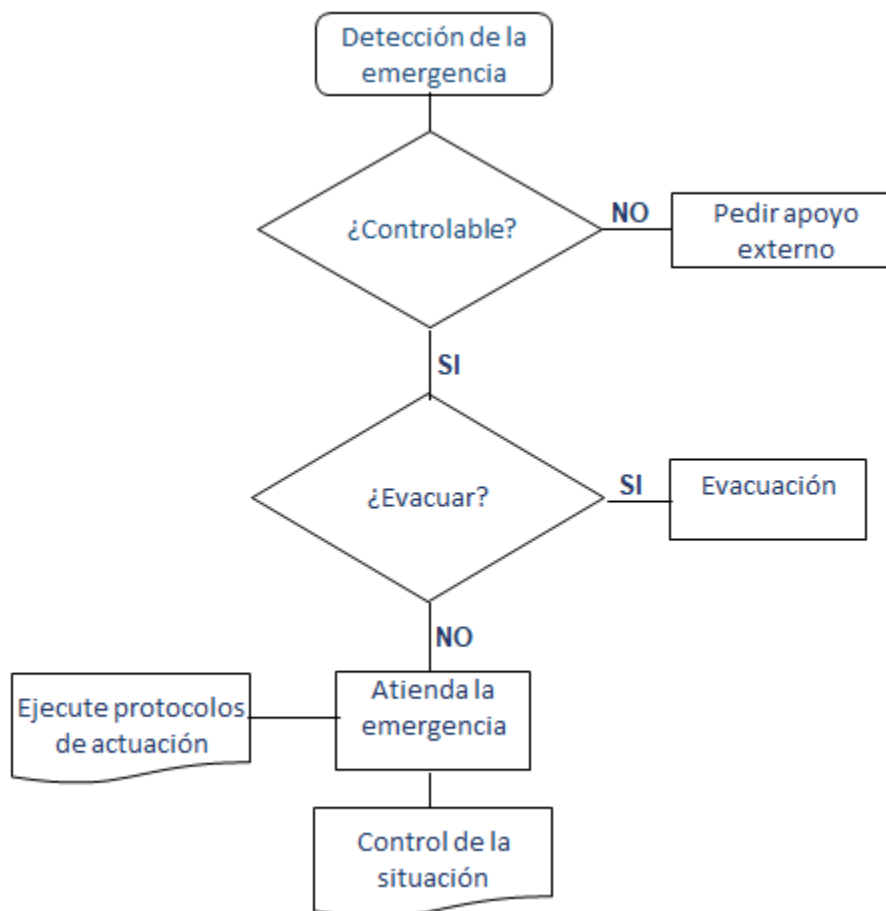 Detección de la
emergencia
¿Controlable?
NO
Pedir apoyo
externo
SI
¿Evacuar?
SI
Evacuación
NO
Ejecute protocolos
de actuación
Atienda la
emergencia
Control de la
situación